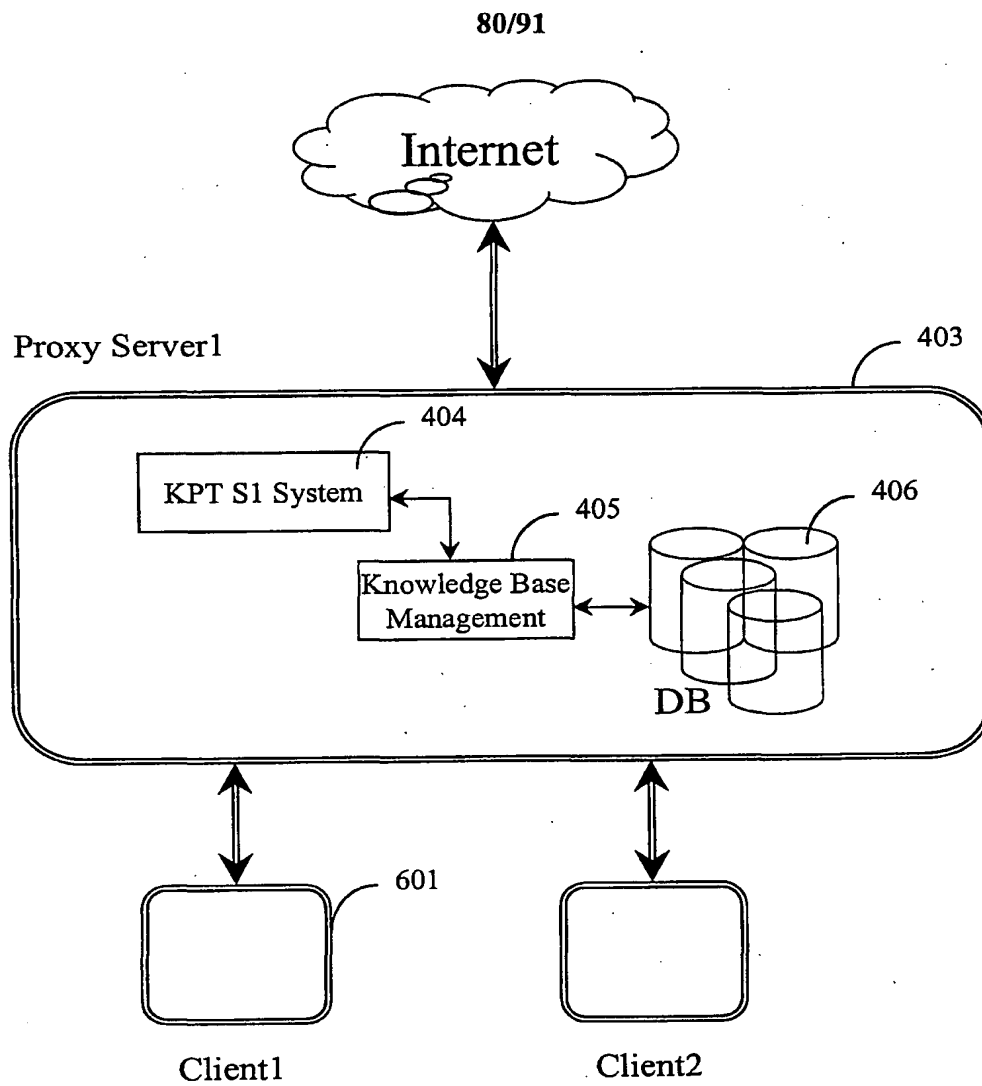 80/91
Internet
Proxy Server1
403
404
KPT S1 System
405
406
Knowledge Base
Management
DB
601
Client1
Client2